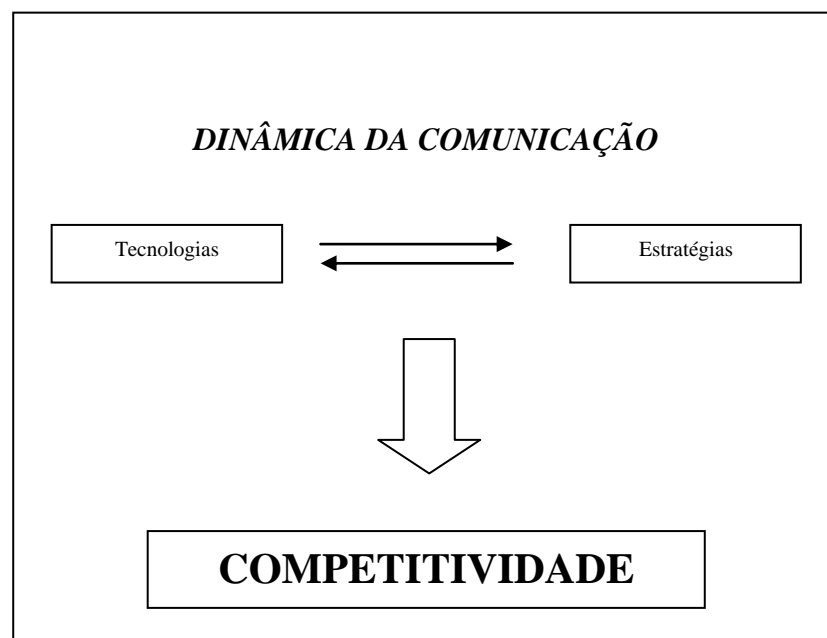 DINÂMICA DA COMUNICAÇÃO
Tecnologias
Estratégias
COMPETITIVIDADE